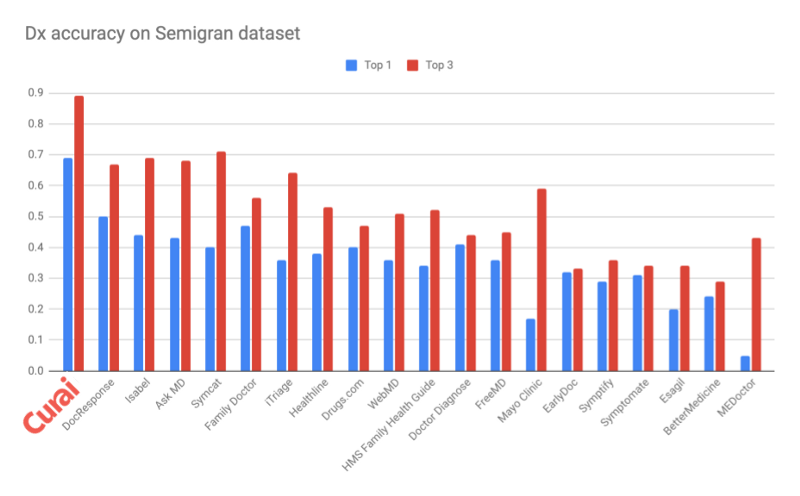 Dx accuracy on Semigran dataset
Top 1
Top 3
0.9
0.8
0.7
0.6
0.5
0.4
0.3
0.2
0.1
0.0
Curai
DocResponse
Isabel
Ask MD
Symcat
Family Doctor
iTriage
Healthline
Drugs.com
WebMD
HMS Family Health Guide
Doctor Diagnose
FreeMD
Mayo Clinic
EarlyDoc
Symptify
Symptomate
Esagil
BetterMedicine
MEDoctor